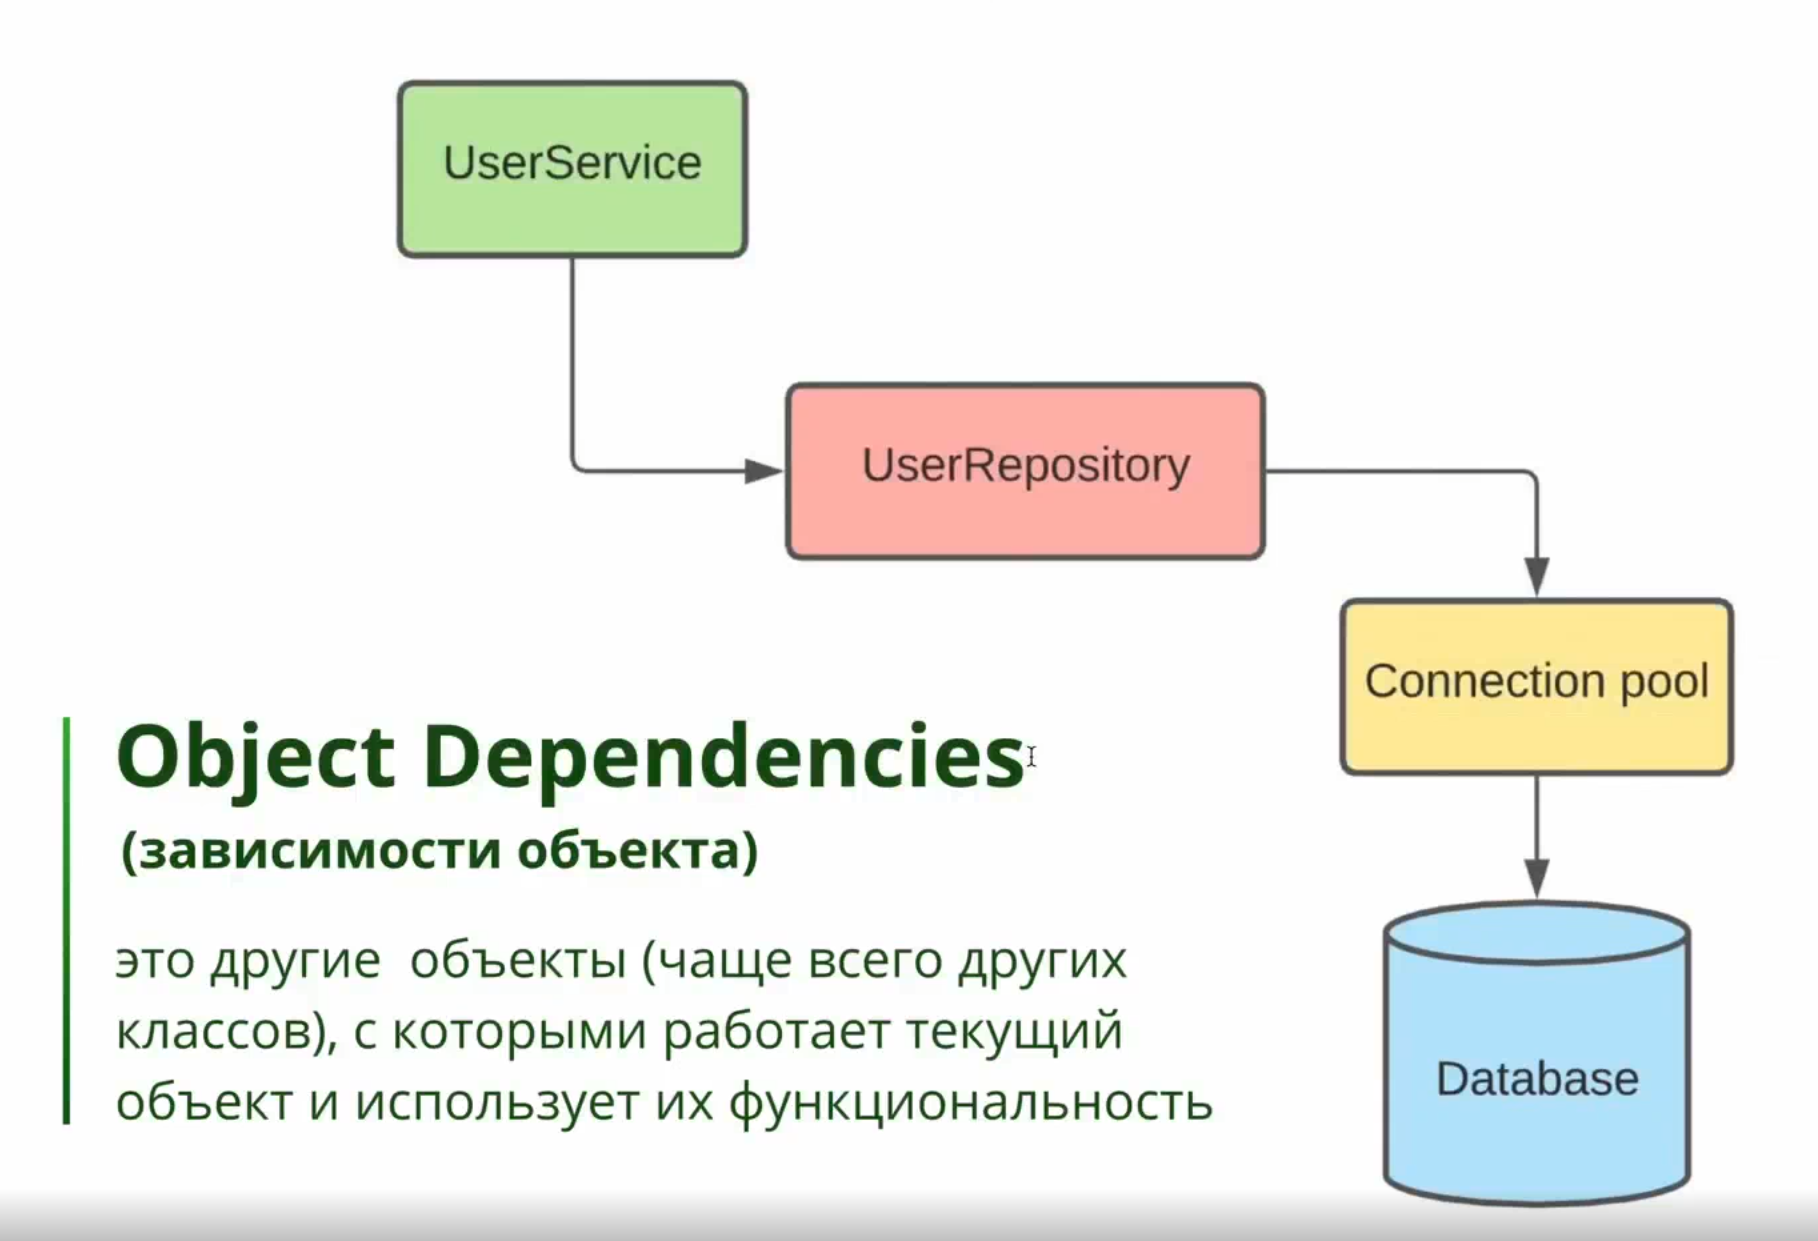 UserService
UserRepository
Connection pool
Database
Object Dependencies
(зависимости объекта)
это другие объекты (чаще всего других
классов), с которыми работает текущий
объект и использует их функциональность